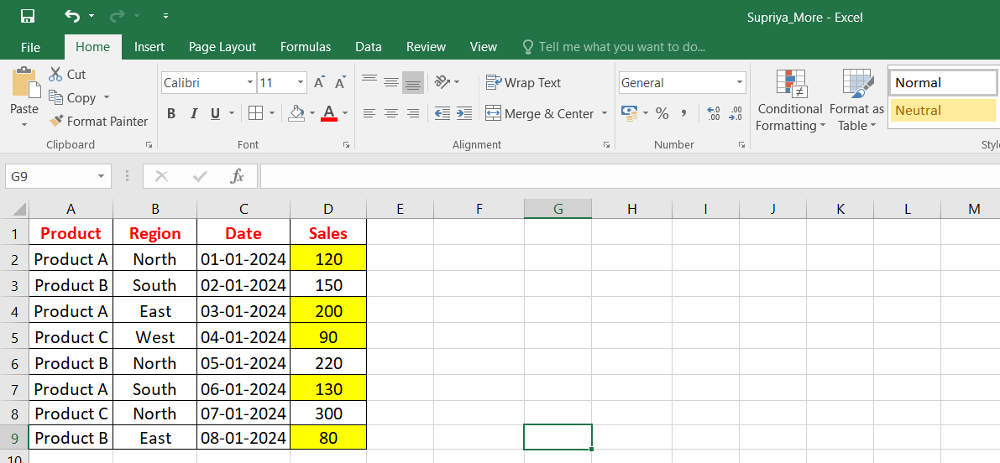 Supriya_More - Excel
File Home Insert Page Layout Formulas Data Review View Tell me what you want to do...
Paste
Cut
Copy
Format Painter
Clipboard
Calibri 11
B I U
Font
Wrap Text
Merge & Center
Alignment
General
% ,
Number
Conditional Formatting
Format as Table
Normal
Neutral
G9
fx
A B C D E F G H I J K L M
1 Product Region Date Sales
2 Product A North 01-01-2024 120
3 Product B South 02-01-2024 150
4 Product A East 03-01-2024 200
5 Product C West 04-01-2024 90
6 Product B North 05-01-2024 220
7 Product A South 06-01-2024 130
8 Product C North 07-01-2024 300
9 Product B East 08-01-2024 80
10